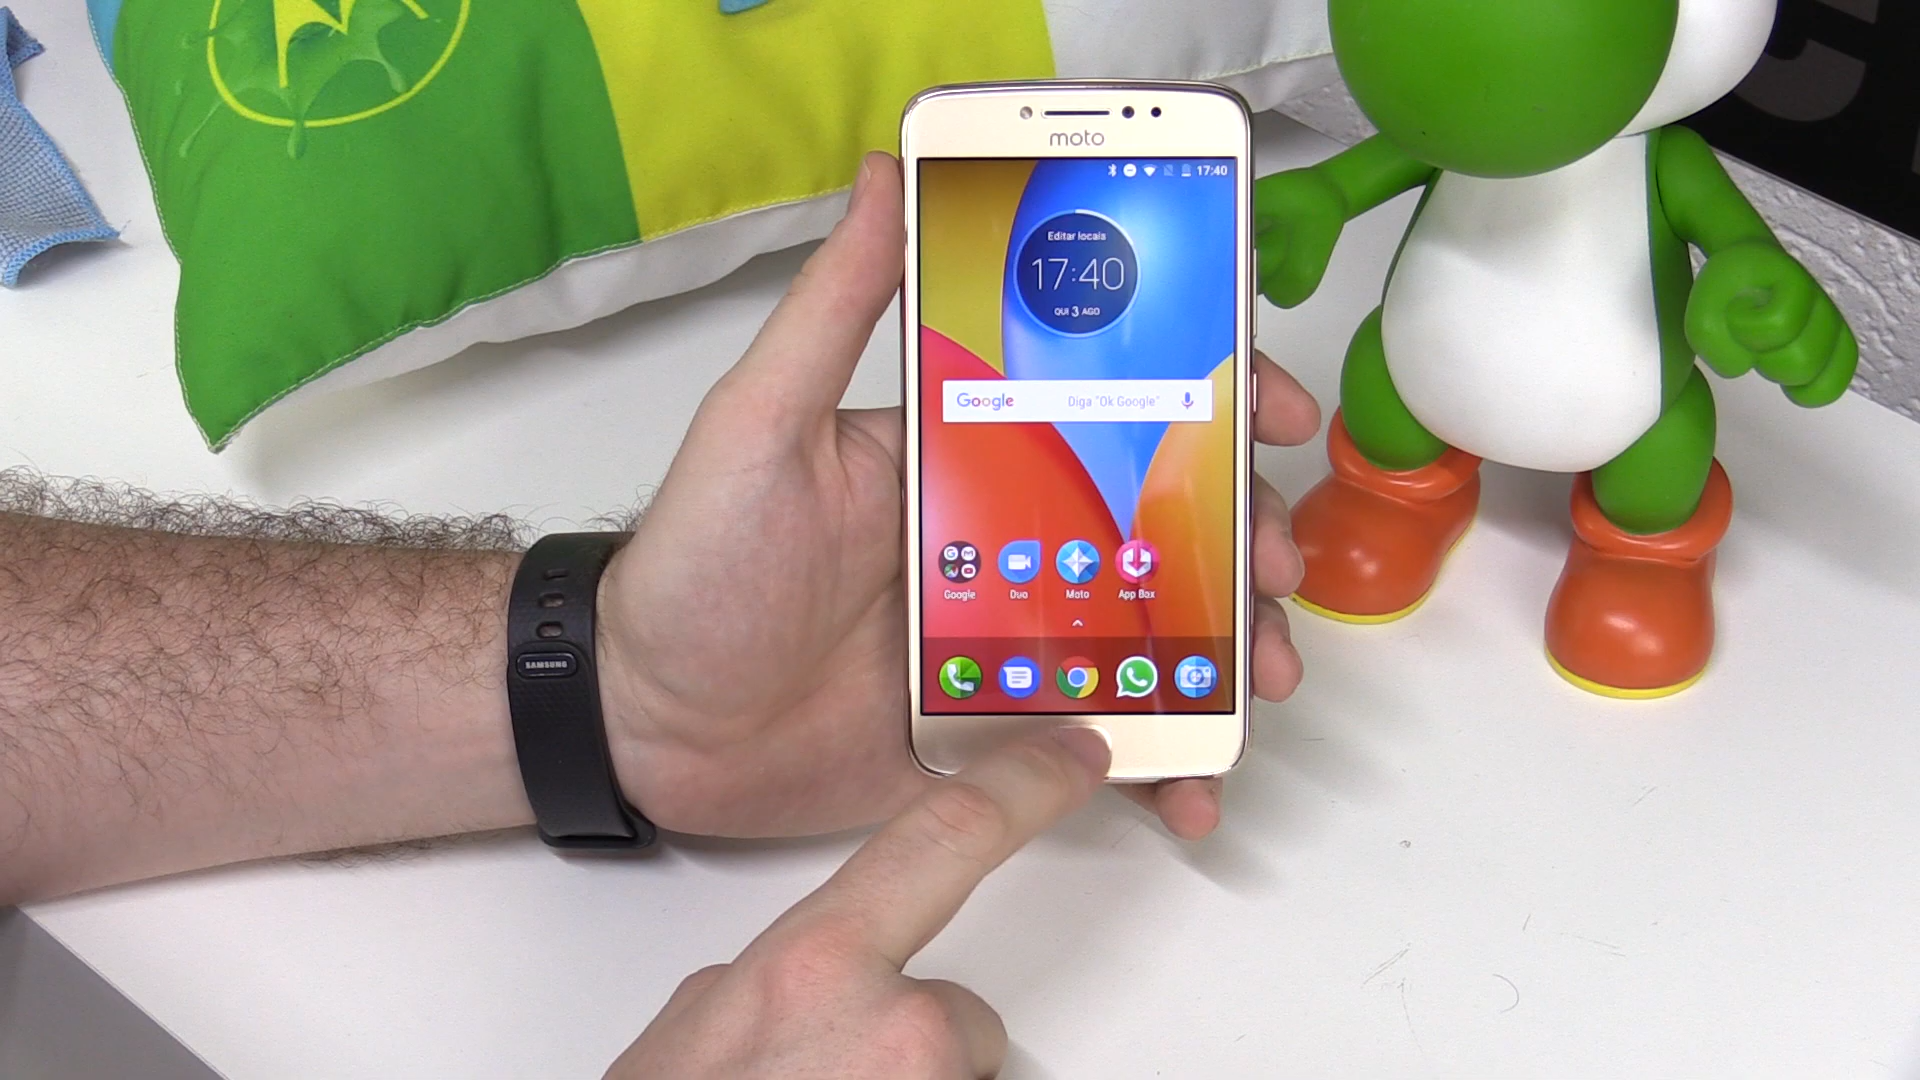 moto
17:40
Editar locais
17:40
QUI 3 AGO
Google
Diga "Ok Google"
Google
Duo
Moto
App Box
SAMSUNG